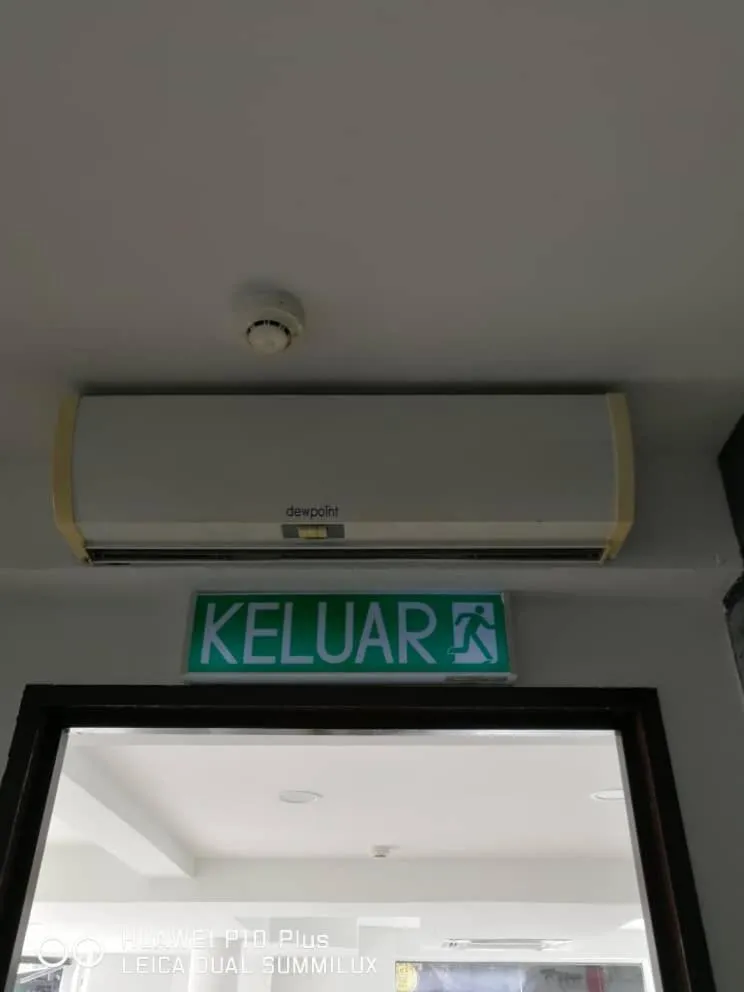 dewpoint
KELUAR
HUAWEI P10 Plus
LEICA DUAL SUMMILUX